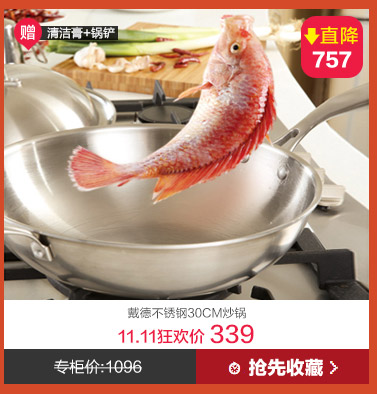 赠 清洁膏+锅铲
直降
757
戴德不锈钢30CM炒锅
11.11狂欢价 339
专柜价:1096
抢先收藏